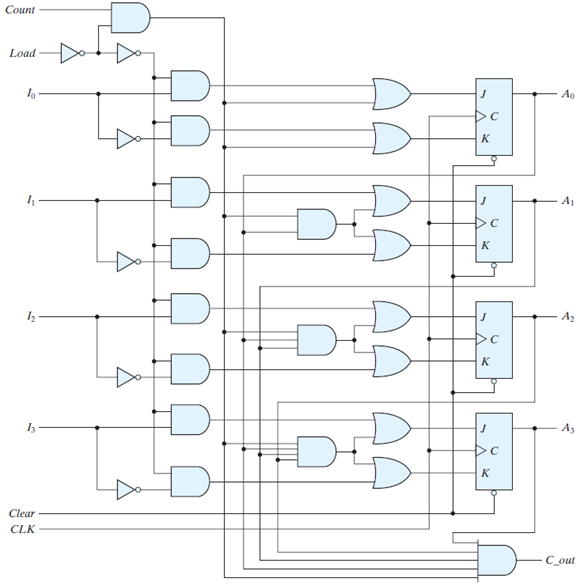 Count
Load
I₀
J
A₀
C
K
I₁
J
A₁
C
K
I₂
J
A₂
C
K
I₃
J
A₃
C
K
Clear
CLK
C_out